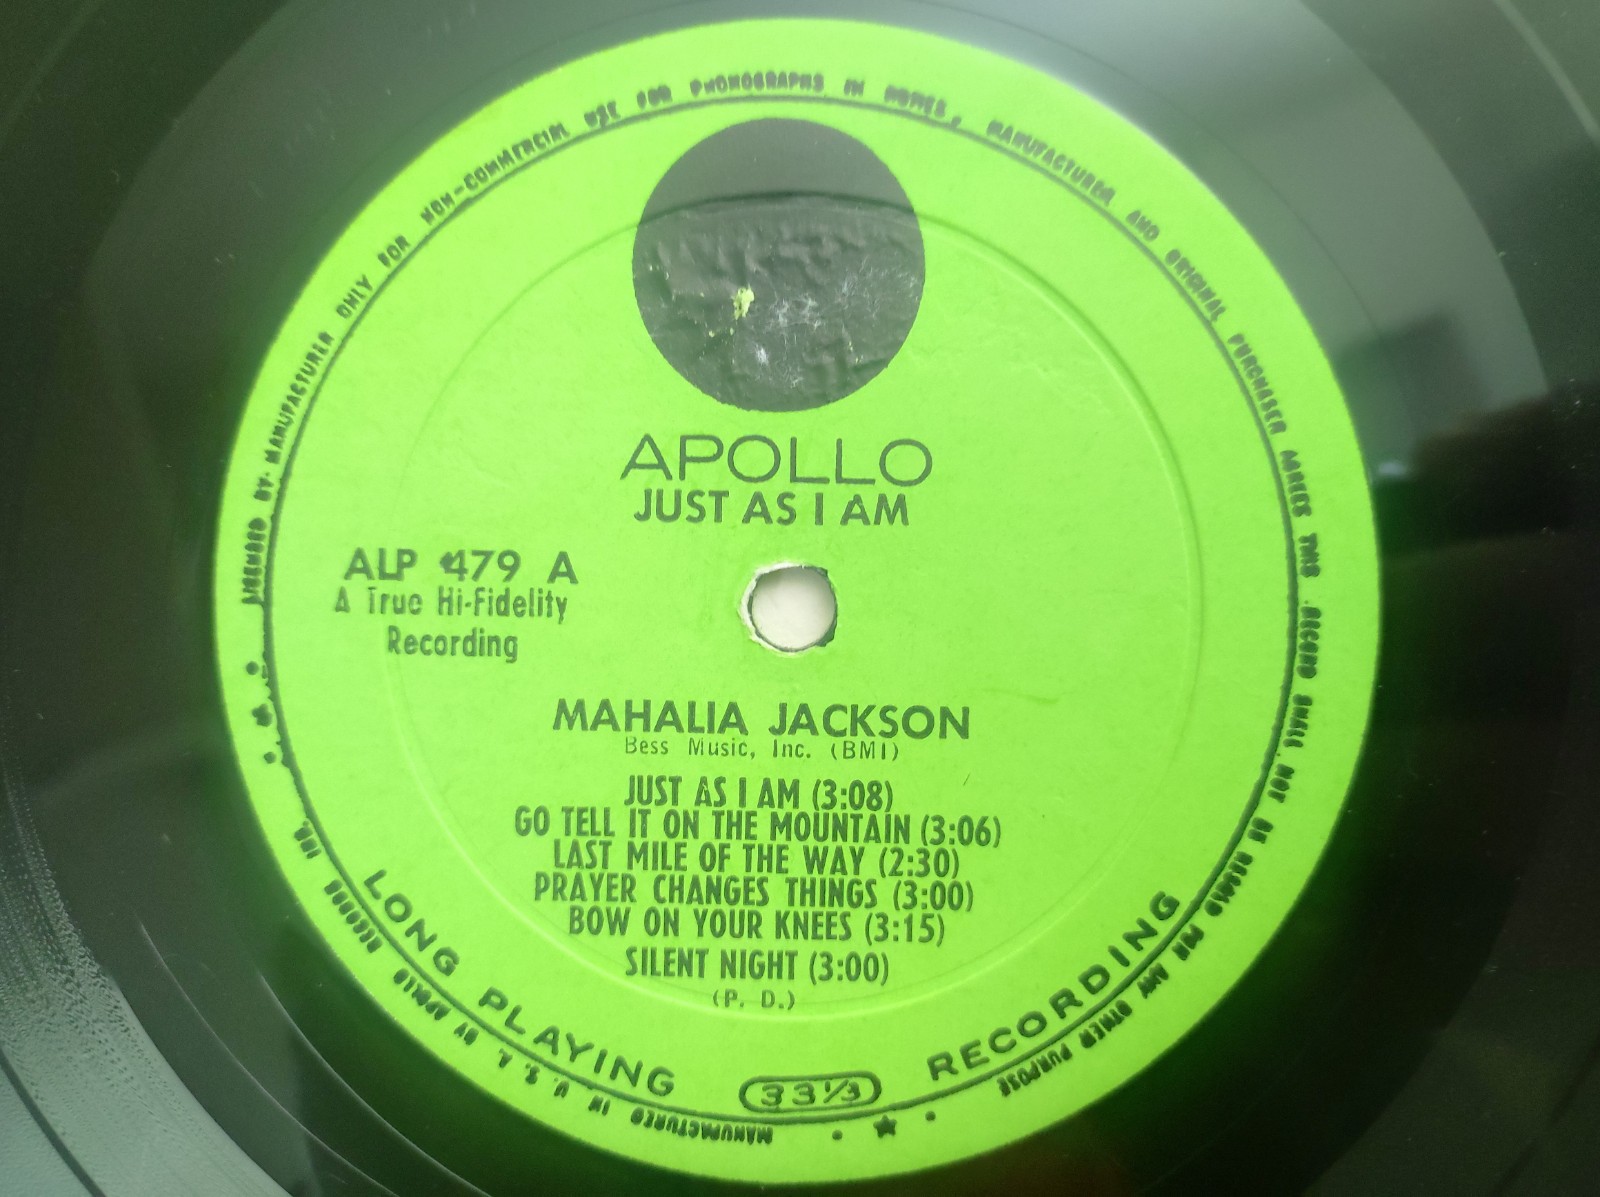 LICENSED BY MANUFACTURER ONLY FOR NON-COMMERCIAL USE FOR PHONOGRAPHS IN HOMES. MANUFACTURER AND ORIGINAL PURCHASER AGREES THIS RECORD SHALL NOT BE RESOLD FOR ANY OTHER PURPOSE
APOLLO
JUST AS I AM
ALP 479 A
A True Hi-Fidelity
Recording
MAHALIA JACKSON
Bess Music, Inc. (BMI)
JUST AS I AM (3:08)
GO TELL IT ON THE MOUNTAIN (3:06)
LAST MILE OF THE WAY (2:30)
PRAYER CHANGES THINGS (3:00)
BOW ON YOUR KNEES (3:15)
SILENT NIGHT (3:00)
(P. D.)
LONG PLAYING 33⅓ RECORDING
MANUFACTURED IN U. S. A. BY APOLLO RECORDS INC.